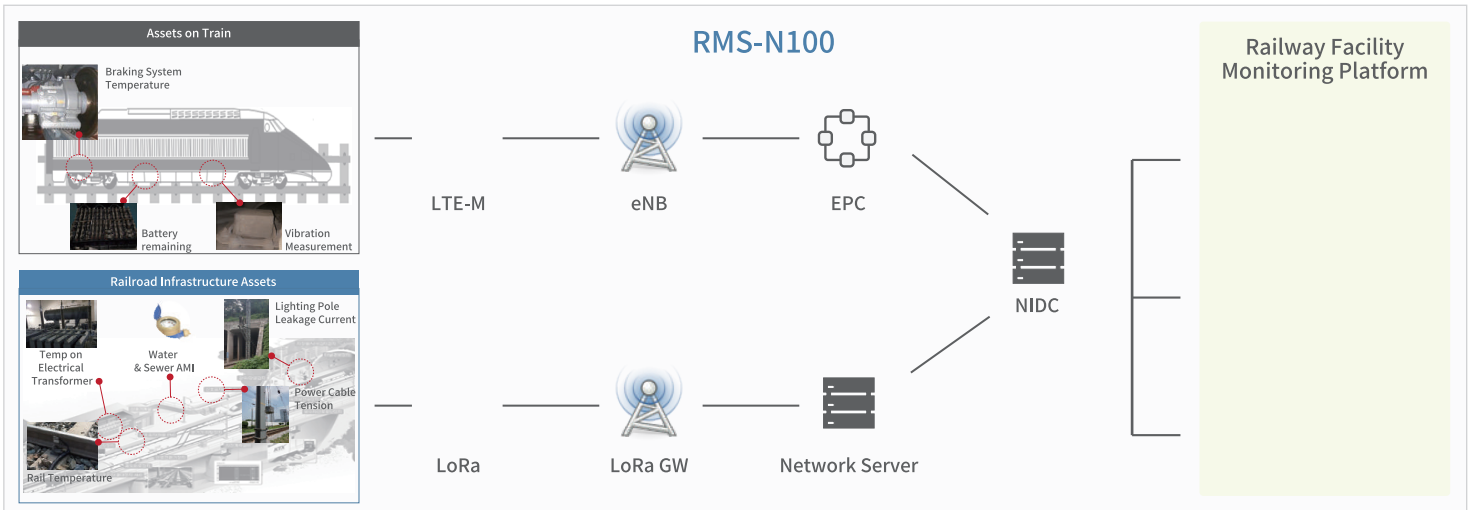 Assets on Train
Braking System
Temperature
Battery
remaining
Vibration
Measurement
Railroad Infrastructure Assets
Lighting Pole
Leakage Current
Temp on
Electrical
Transformer
Water
& Sewer AMI
Power Cable
Tension
Rail Temperature
RMS-N100
LTE-M
eNB
EPC
NIDC
LoRa
LoRa GW
Network Server
Railway Facility
Monitoring Platform